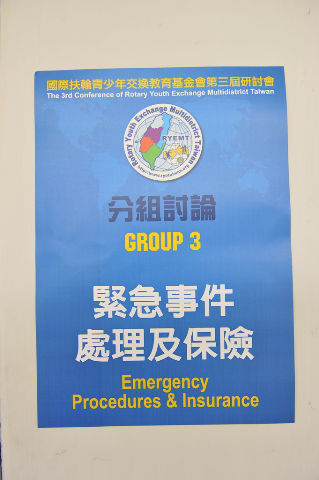 國際扶輪青少年交換教育基金會第三屆研討會
The 3rd Conference of Rotary Youth Exchange Multidistrict Taiwan
Rotary Youth Exchange Multidistrict Taiwan
RYEMT
分組討論
GROUP 3
緊急事件
處理及保險
Emergency
Procedures & Insurance